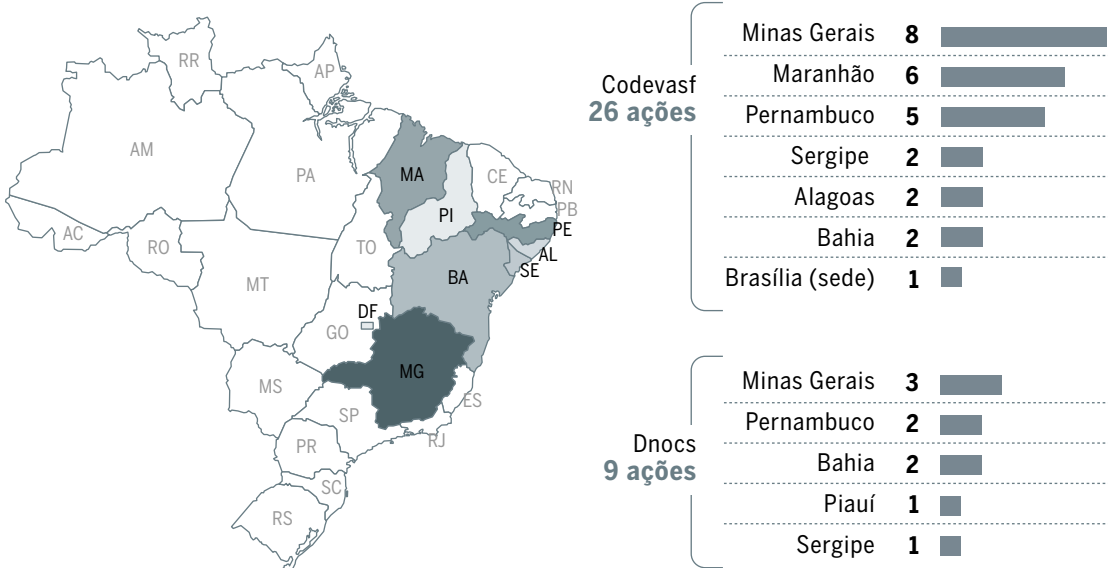 RR
AP
AM
PA
MA
CE
RN
PB
PI
PE
AC
RO
TO
AL
SE
MT
BA
DF
GO
MG
MS
ES
SP
RJ
PR
SC
RS
Codevasf
26 ações
Minas Gerais 8
Maranhão 6
Pernambuco 5
Sergipe 2
Alagoas 2
Bahia 2
Brasília (sede) 1
Dnocs
9 ações
Minas Gerais 3
Pernambuco 2
Bahia 2
Piauí 1
Sergipe 1